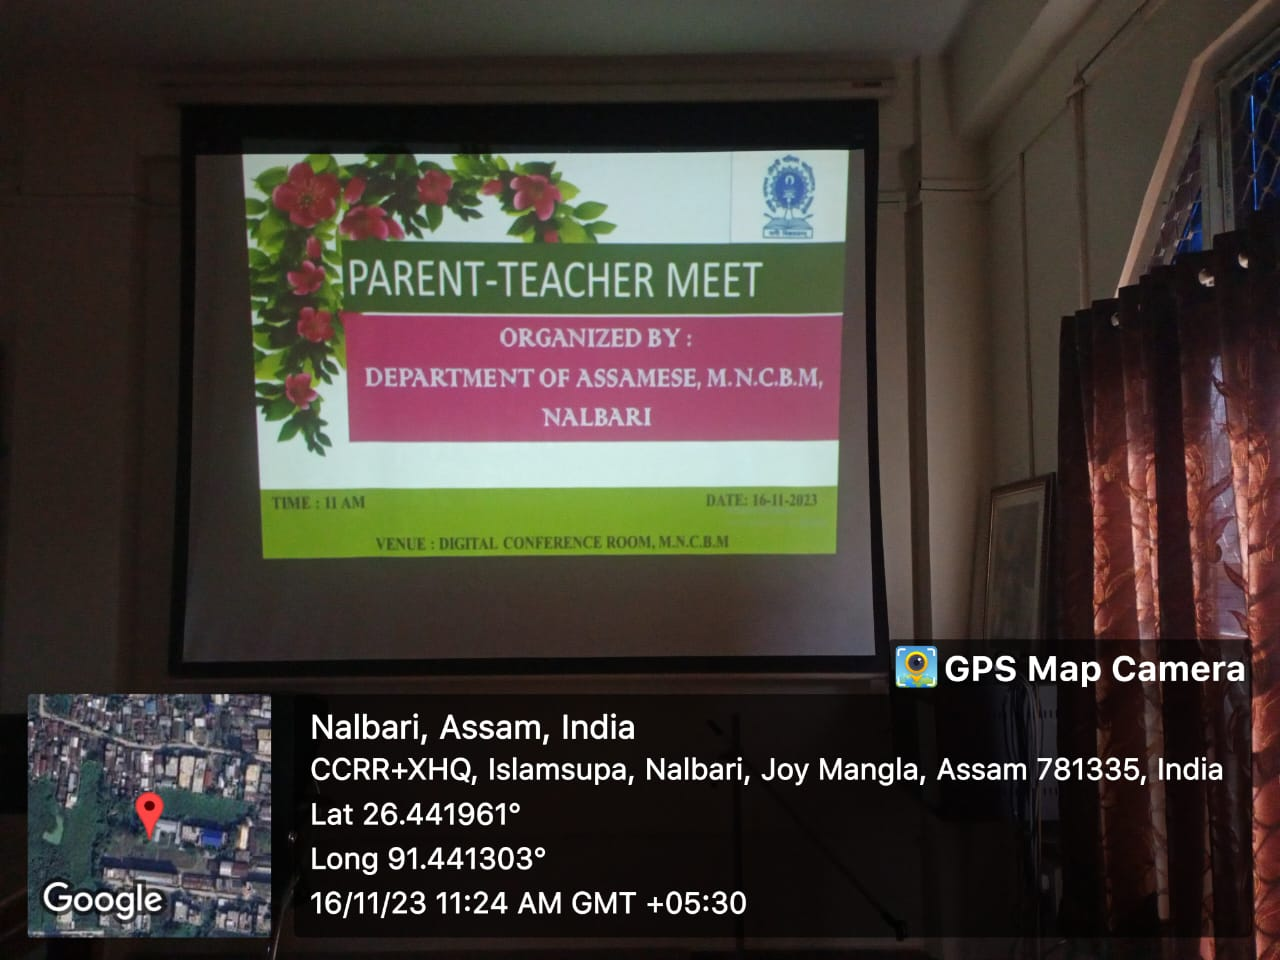 PARENT-TEACHER MEET
ORGANIZED BY :
DEPARTMENT OF ASSAMESE, M.N.C.B.M,
NALBARI
TIME : 11 AM
DATE: 16-11-2023
VENUE : DIGITAL CONFERENCE ROOM, M.N.C.B.M
GPS Map Camera
Nalbari, Assam, India
CCRR+XHQ, Islamsupa, Nalbari, Joy Mangla, Assam 781335, India
Lat 26.441961°
Long 91.441303°
16/11/23 11:24 AM GMT +05:30
Google